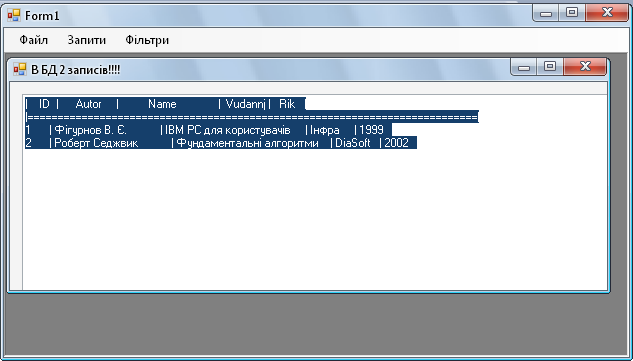 Form1
Файл Запити Фільтри
В БД 2 записів!!!!
| ID | Autor | Name | Vudannj | Rik
|=====================================================================
1 | Фігурнов В. Є. | IBM PC для користувачів | Інфра | 1999
2 | Роберт Седжвик | Фундаментальні алгоритми | DiaSoft | 2002